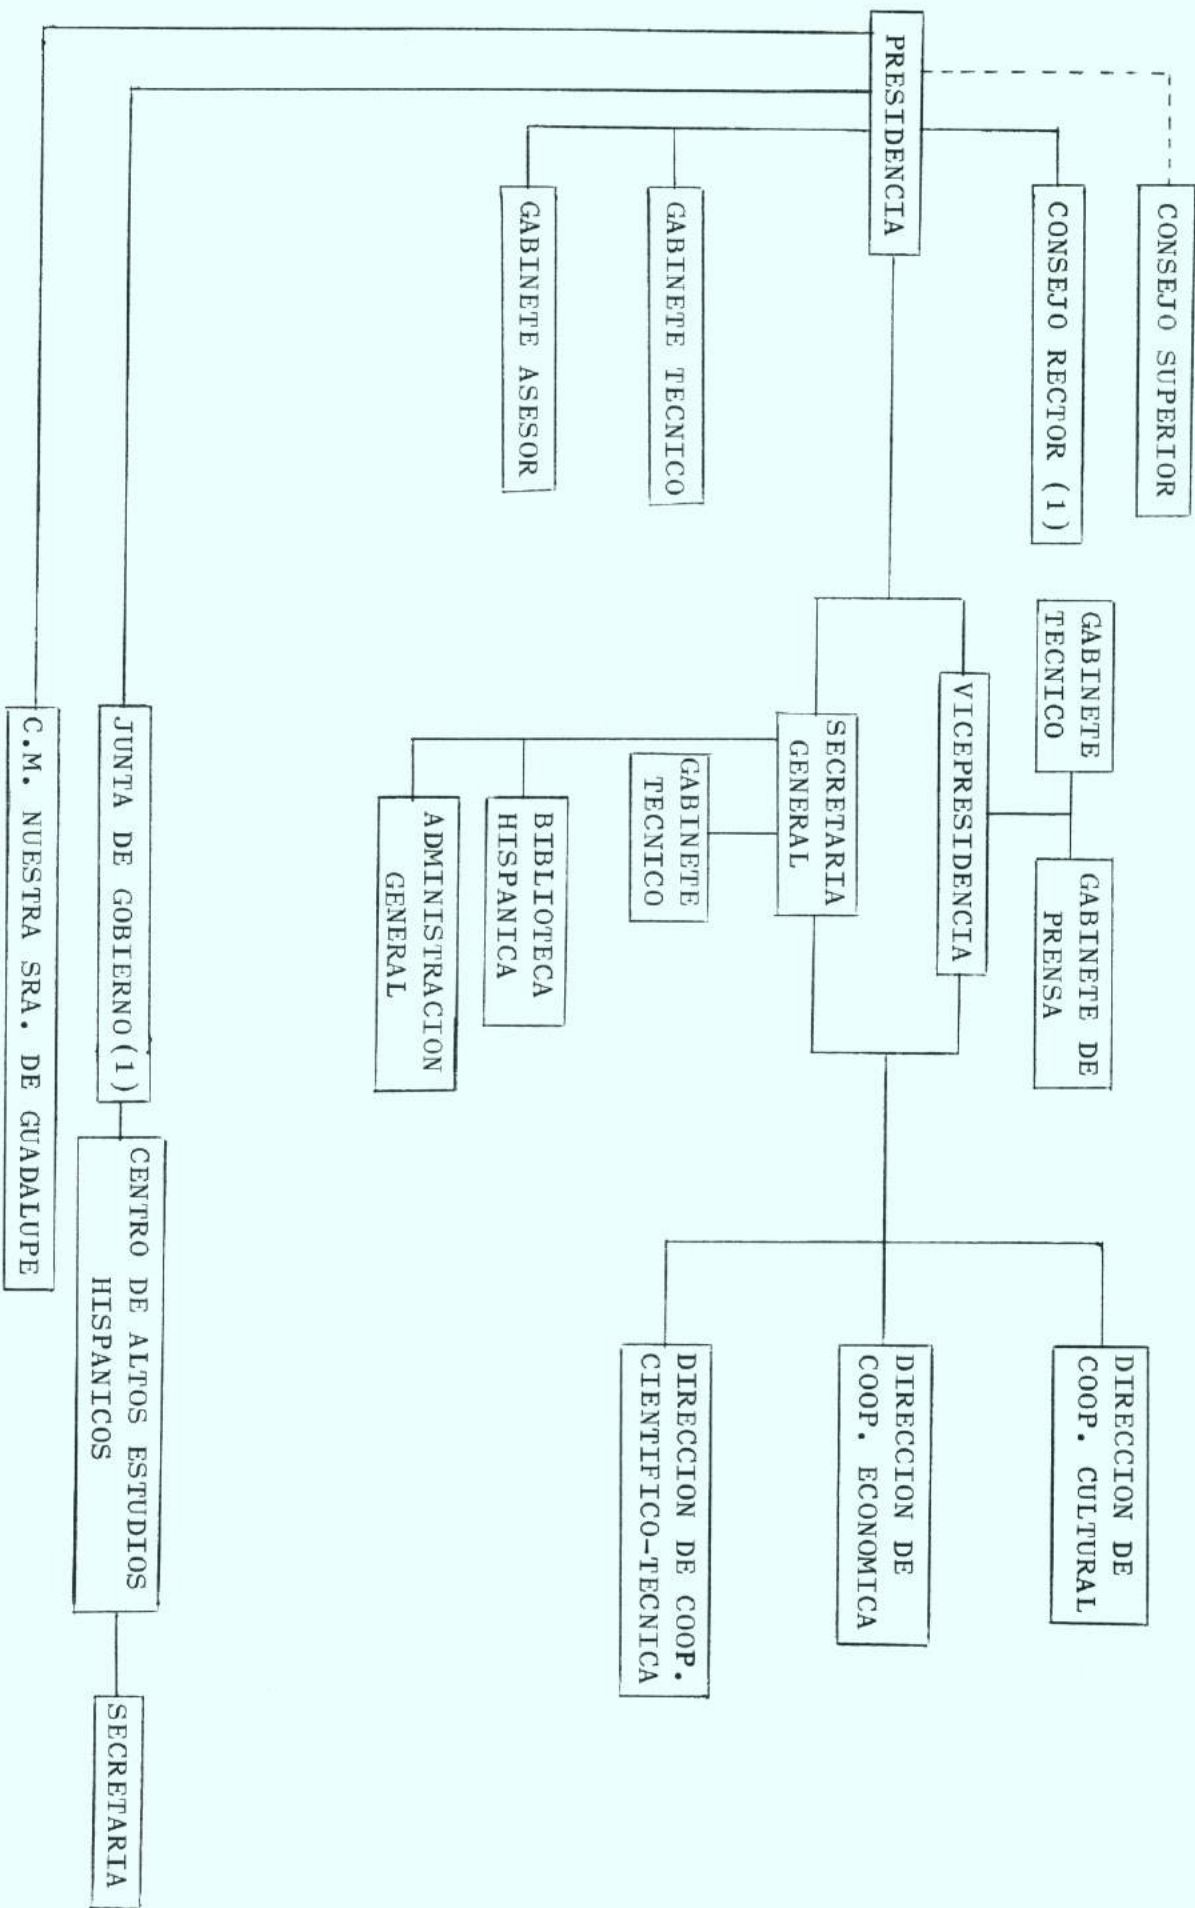 CONSEJO SUPERIOR
CONSEJO RECTOR (1)
PRESIDENCIA
GABINETE TECNICO
GABINETE ASESOR
GABINETE
TECNICO
GABINETE DE
PRENSA
VICEPRESIDENCIA
SECRETARIA
GENERAL
GABINETE
TECNICO
BIBLIOTECA
HISPANICA
ADMINISTRACION
GENERAL
DIRECCION DE
COOP. CULTURAL
DIRECCION DE
COOP. ECONOMICA
DIRECCION DE COOP.
CIENTIFICO-TECNICA
JUNTA DE GOBIERNO(1)
CENTRO DE ALTOS ESTUDIOS
HISPANICOS
SECRETARIA
C.M. NUESTRA SRA. DE GUADALUPE